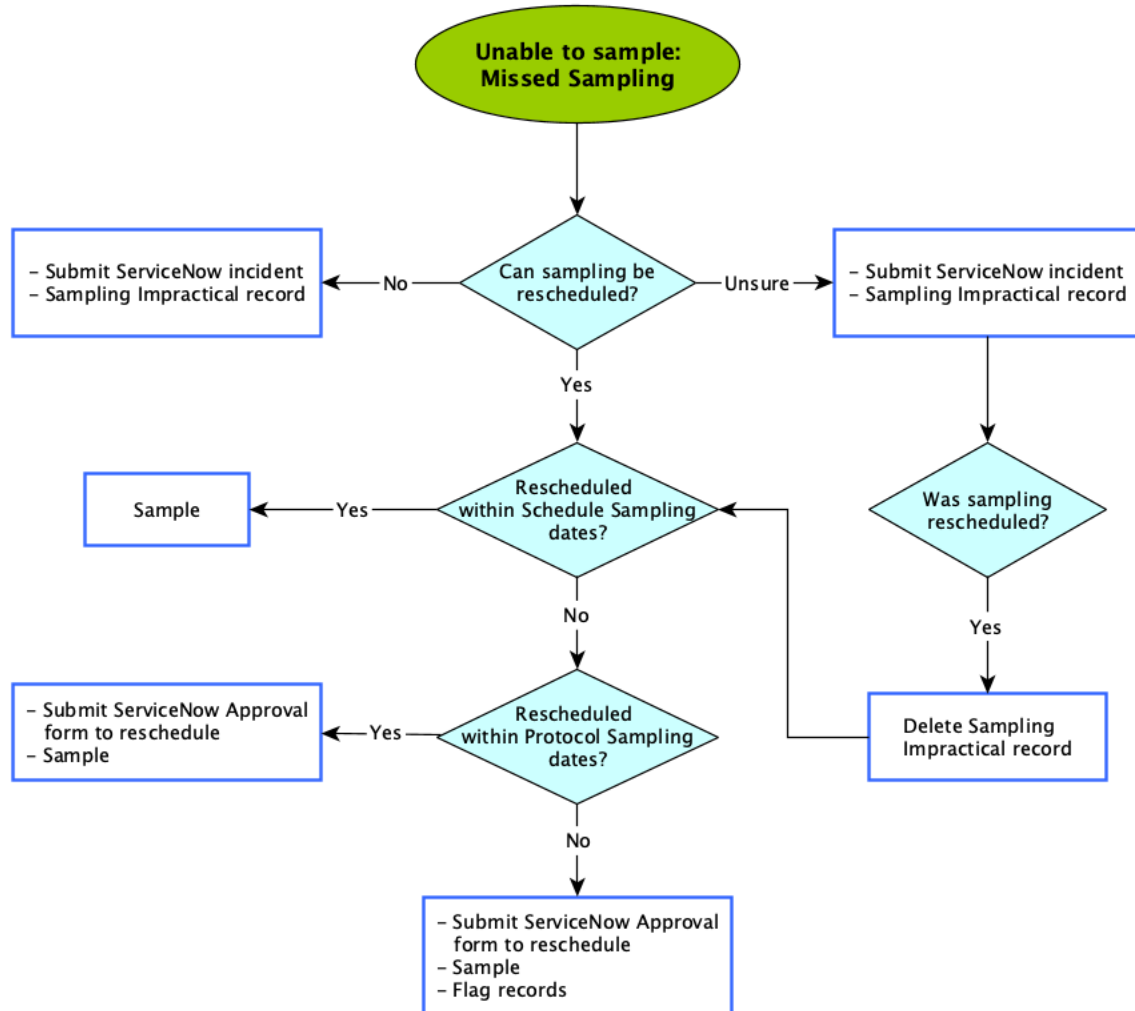 Unable to sample:
Missed Sampling
– Submit ServiceNow incident
– Sampling Impractical record
No
Can sampling be
rescheduled?
Unsure
– Submit ServiceNow incident
– Sampling Impractical record
Yes
Sample
Yes
Rescheduled
within Schedule Sampling
dates?
Was sampling
rescheduled?
No
Yes
– Submit ServiceNow Approval
form to reschedule
– Sample
Yes
Rescheduled
within Protocol Sampling
dates?
Delete Sampling
Impractical record
No
– Submit ServiceNow Approval
form to reschedule
– Sample
– Flag records